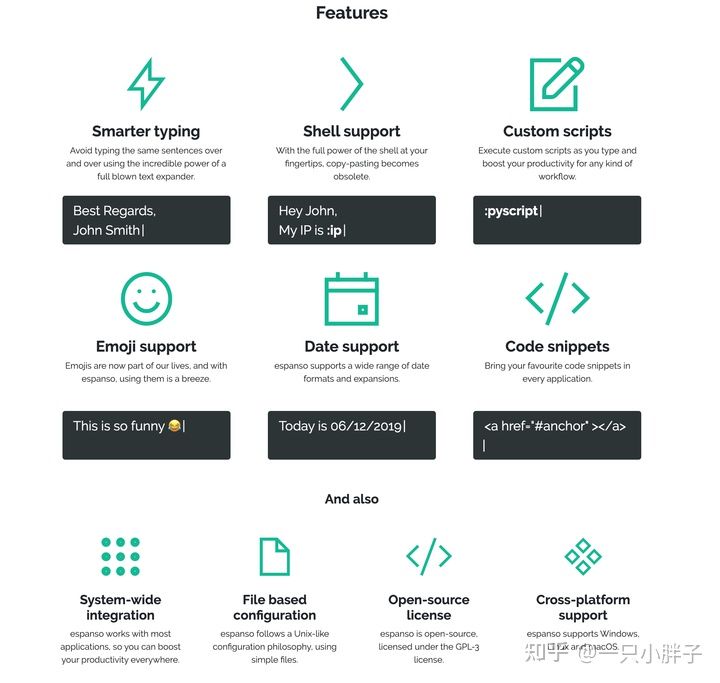 Features
Smarter typing
Avoid typing the same sentences over
and over using the incredible power of a
full blown text expander.
Best Regards,
John Smith|
Shell support
With the full power of the shell at your
fingertips, copy-pasting becomes
obsolete.
Hey John,
My IP is :ip|
Custom scripts
Execute custom scripts as you type and
boost your productivity for any kind of
workflow.
:pyscript|
Emoji support
Emojis are now part of our lives, and with
espanso, using them is a breeze.
This is so funny 😂|
Date support
espanso supports a wide range of date
formats and expansions.
Today is 06/12/2019|
Code snippets
Bring your favourite code snippets in
every application.
<a href="#anchor" ></a>
|
And also
System-wide
integration
espanso works with most
applications, so you can boost
your productivity everywhere.
File based
configuration
espanso follows a Unix-like
configuration philosophy, using
simple files.
Open-source
license
espanso is open-source,
licensed under the GPL-3
license.
Cross-platform
support
espanso supports Windows,
Linux and macOS.
知乎 @一只小胖子